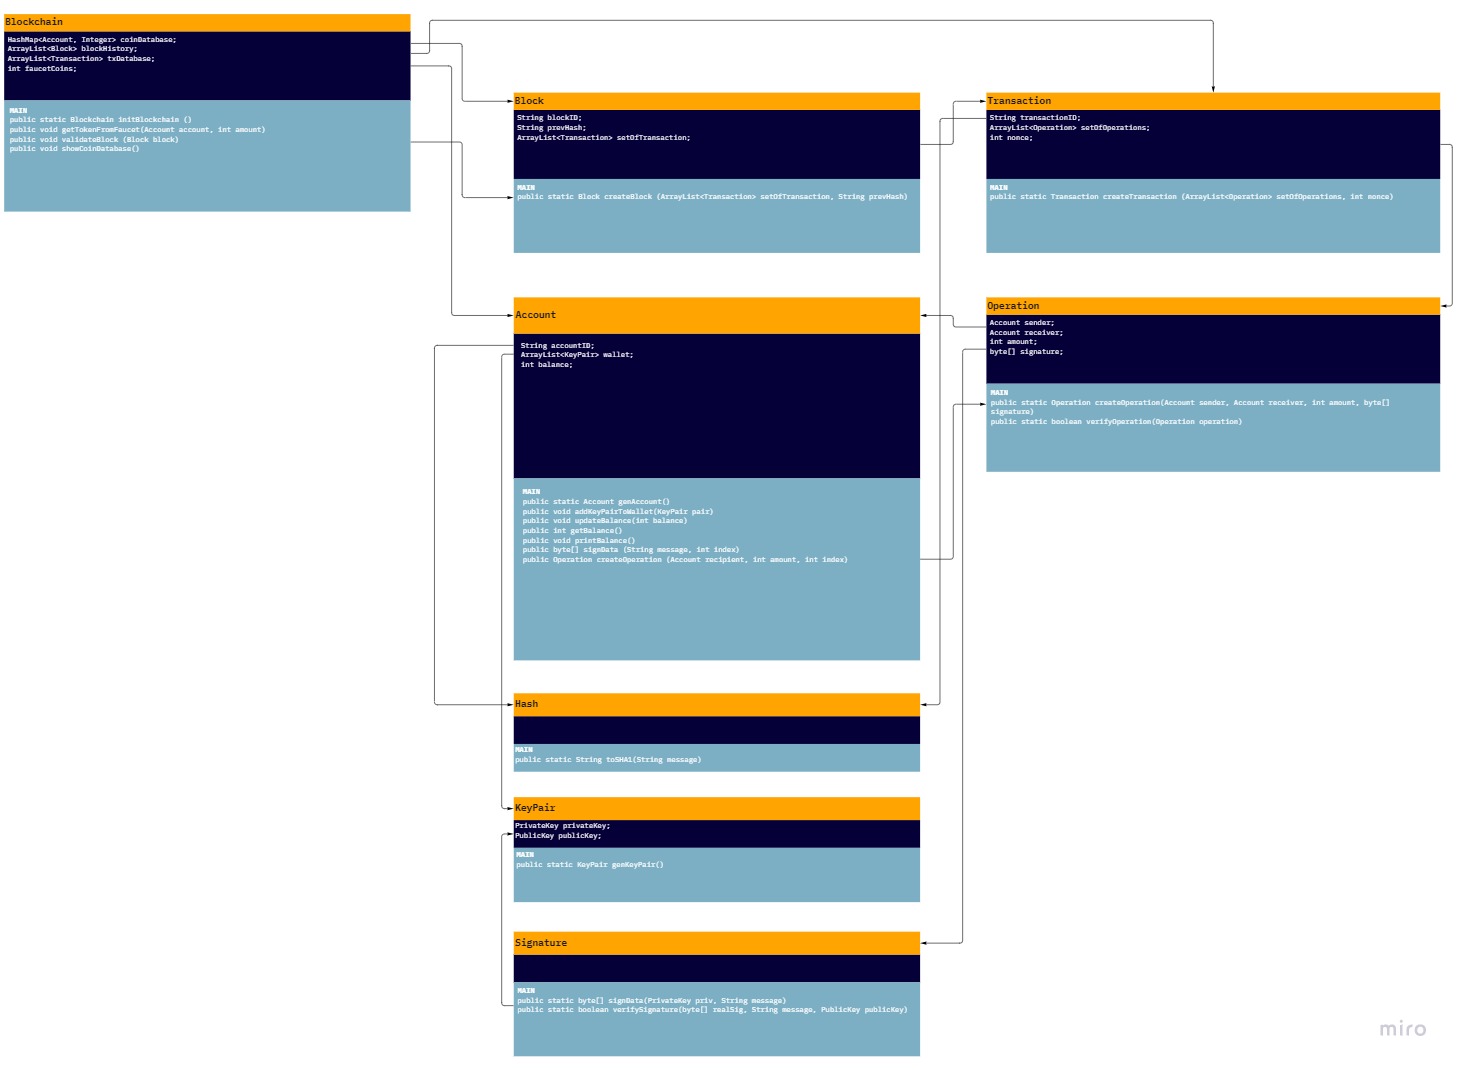 Blockchain
HashMap<Account, Integer> coinDatabase;
ArrayList<Block> blockHistory;
ArrayList<Transaction> txDatabase;
int faucetCoins;
MAIN
public static Blockchain initBlockchain ()
public void getTokenFromFaucet(Account account, int amount)
public void validateBlock (Block block)
public void showCoinDatabase()
Block
String blockID;
String prevHash;
ArrayList<Transaction> setOfTransaction;
MAIN
public static Block createBlock (ArrayList<Transaction> setOfTransaction, String prevHash)
Transaction
String transactionID;
ArrayList<Operation> setOfOperations;
int nonce;
MAIN
public static Transaction createTransaction (ArrayList<Operation> setOfOperations, int nonce)
Account
String accountID;
ArrayList<KeyPair> wallet;
int balance;
MAIN
public static Account genAccount()
public void addKeyPairToWallet(KeyPair pair)
public void updateBalance(int balance)
public int getBalance()
public void printBalance()
public byte[] signData (String message, int index)
public Operation createOperation (Account recipient, int amount, int index)
Operation
Account sender;
Account receiver;
int amount;
byte[] signature;
MAIN
public static Operation createOperation(Account sender, Account receiver, int amount, byte[]
signature)
public static boolean verifyOperation(Operation operation)
Hash
MAIN
public static String toSHA1(String message)
KeyPair
PrivateKey privateKey;
PublicKey publicKey;
MAIN
public static KeyPair genKeyPair()
Signature
MAIN
public static byte[] signData(PrivateKey priv, String message)
public static boolean verifySignature(byte[] realSig, String message, PublicKey publicKey)
miro